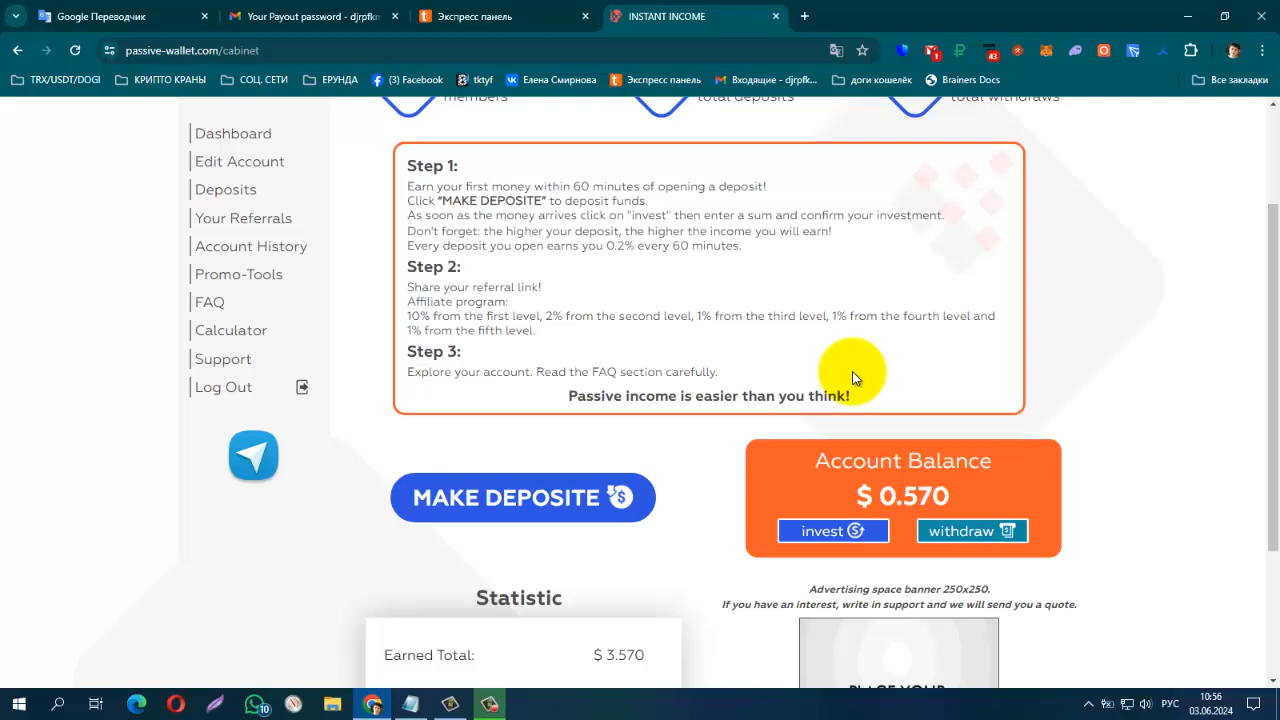 Google Переводчик
Your Payout password - djrpfkn
Экспресс панель
INSTANT INCOME
passive-wallet.com/cabinet
1
43
TRX/USDT/DOGI
КРИПТО КРАНЫ
СОЦ. СЕТИ
ЕРУНДА
(3) Facebook
tktyf
Елена Смирнова
Экспресс панель
Входящие - djrpfk...
доги кошелёк
Brainers Docs
Все закладки
members
total deposits
total withdraws
Dashboard
Edit Account
Deposits
Your Referrals
Account History
Promo-Tools
FAQ
Calculator
Support
Log Out
Step 1:
Earn your first money within 60 minutes of opening a deposit!
Click "MAKE DEPOSITE" to deposit funds.
As soon as the money arrives click on "invest" then enter a sum and confirm your investment.
Don't forget: the higher your deposit, the higher the income you will earn!
Every deposit you open earns you 0.2% every 60 minutes.
Step 2:
Share your referral link!
Affiliate program:
10% from the first level, 2% from the second level, 1% from the third level, 1% from the fourth level and
1% from the fifth level.
Step 3:
Explore your account. Read the FAQ section carefully.
Passive income is easier than you think!
MAKE DEPOSITE
Account Balance
$ 0.570
invest
withdraw
Statistic
Earned Total: $ 3.570
Advertising space banner 250x250.
If you have an interest, write in support and we will send you a quote.
PLACE YOUR
10
РУС
10:56
03.06.2024